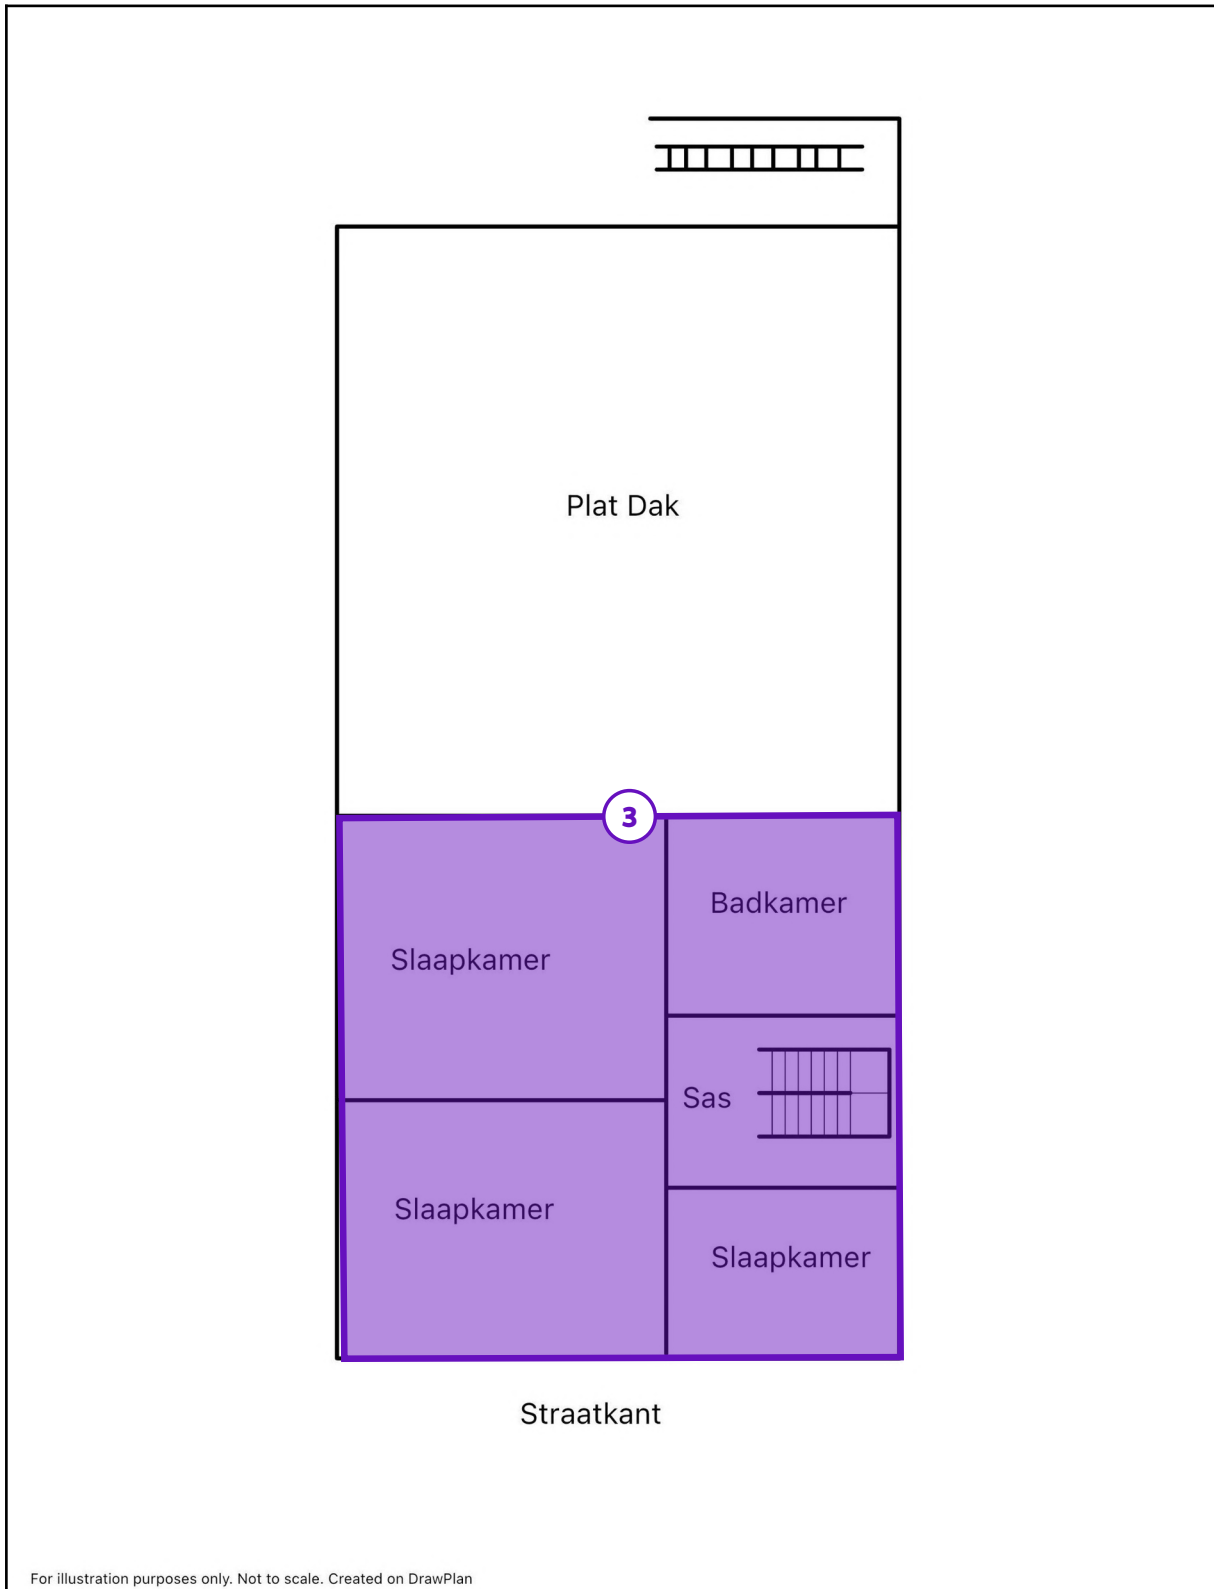 Plat Dak
3
Badkamer
Slaapkamer
Sas
Slaapkamer
Slaapkamer
Straatkant
For illustration purposes only. Not to scale. Created on DrawPlan